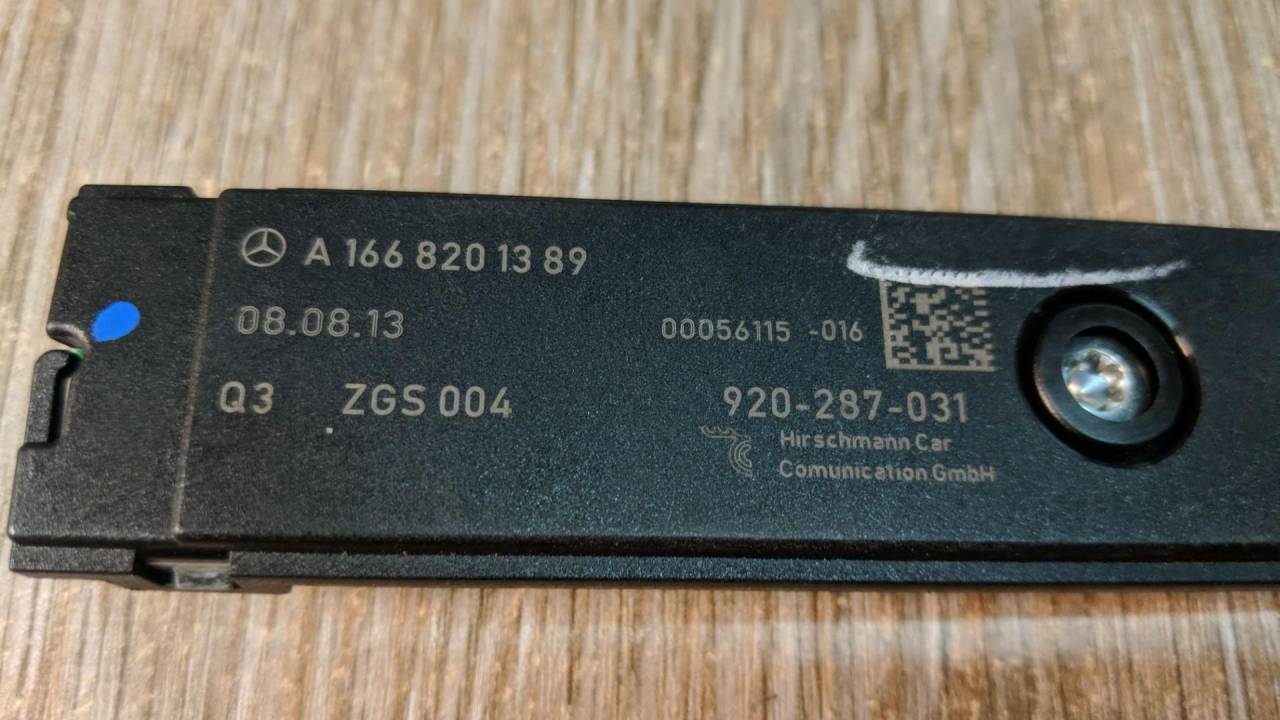 A 166 820 13 89
08.08.13
00056115 -016
Q3 ZGS 004
920-287-031
Hirschmann Car
Comunication GmbH